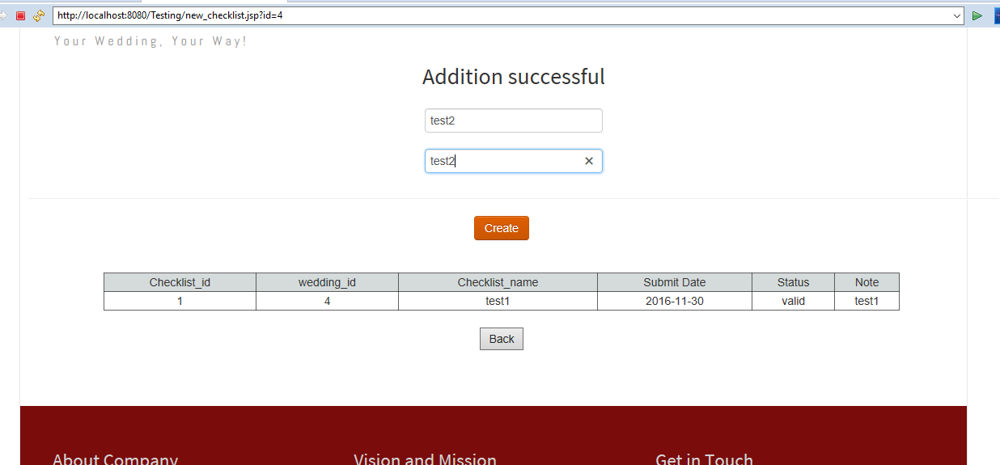 http://localhost:8080/Testing/new_checklist.jsp?id=4
Your Wedding, Your Way!
Addition successful
test2
test2
Create
Checklist_id wedding_id Checklist_name Submit Date Status Note
1 4 test1 2016-11-30 valid test1
Back
About Company Vision and Mission Get in Touch